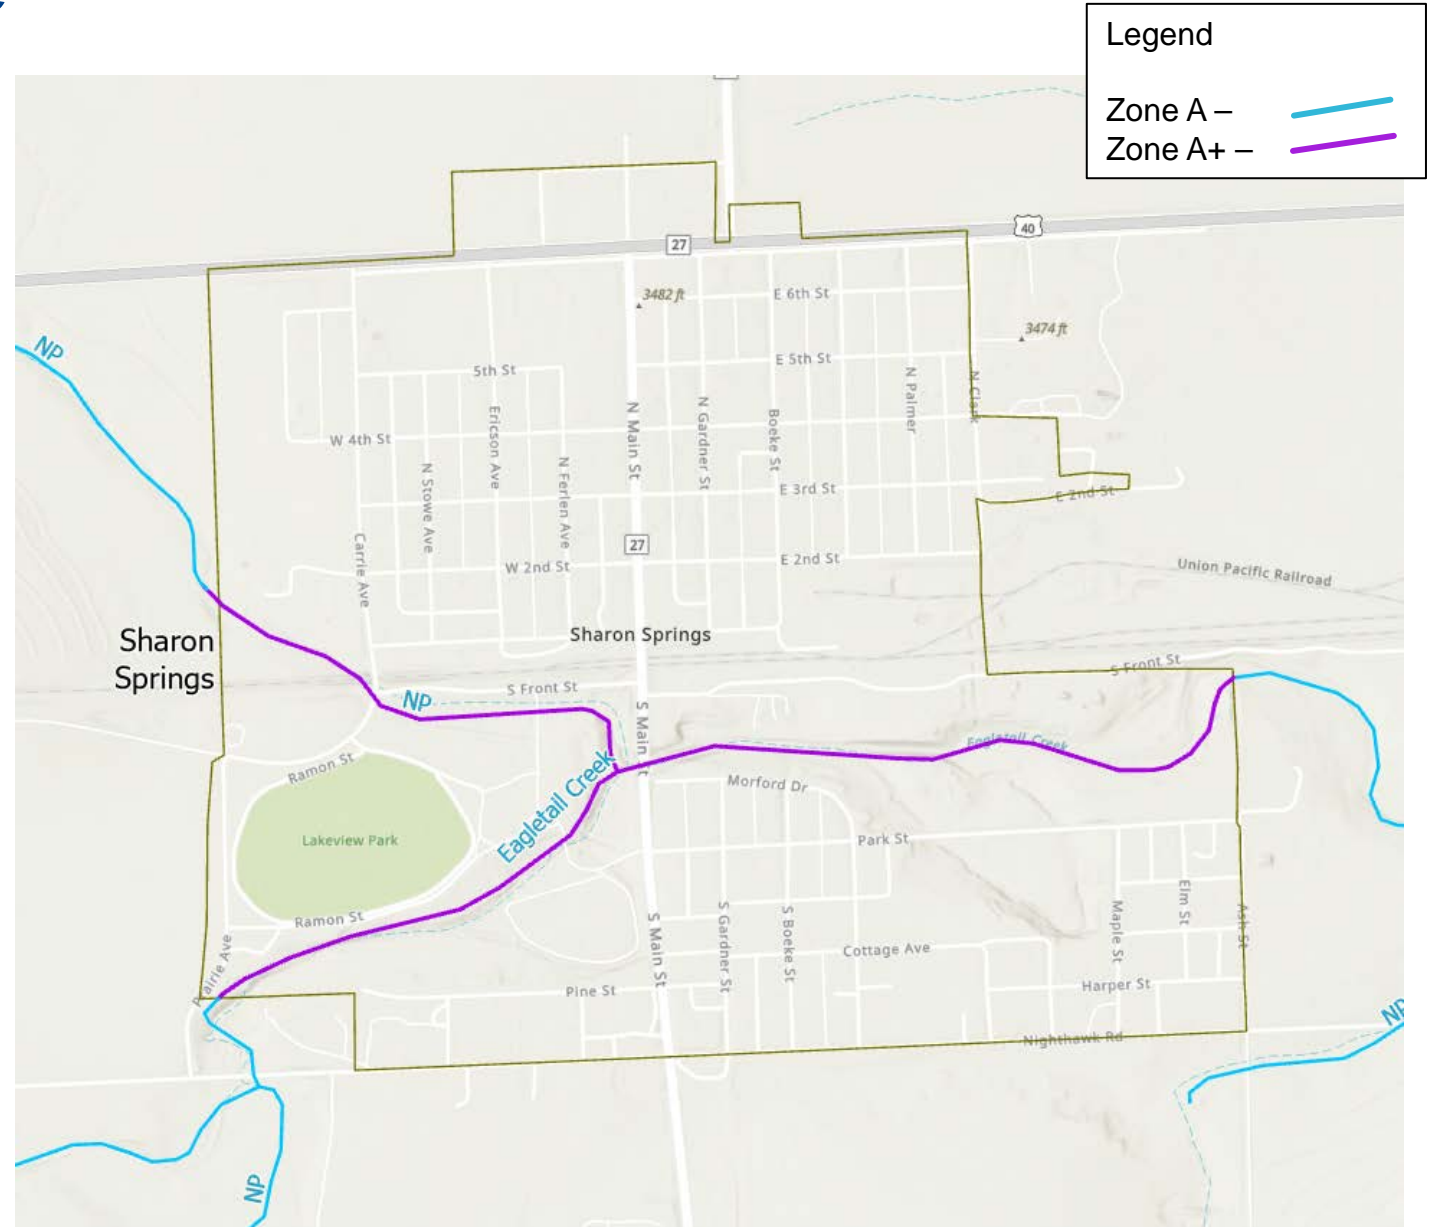 Legend
Zone A –
Zone A+ –
40
27
3482 ft
E 6th St
3474 ft
NP
E 5th St
5th St
N Palmer
N Clark
Ericson Ave
N Main St
N Gardner St
Boeke St
W 4th St
N Stowe Ave
N Ferlen Ave
E 3rd St
E 2nd St
Carrie Ave
27
W 2nd St
E 2nd St
Union Pacific Railroad
Sharon
Springs
Sharon Springs
S Front St
S Front St
NP
S Main St
Eagletail Creek
Ramon St
Eagletail Creek
Morford Dr
Lakeview Park
Park St
Ramon St
Elm St
Maple St
Ash St
S Main St
S Gardner St
S Boeke St
Cottage Ave
Prairie Ave
Pine St
Harper St
Nighthawk Rd
NP
NP